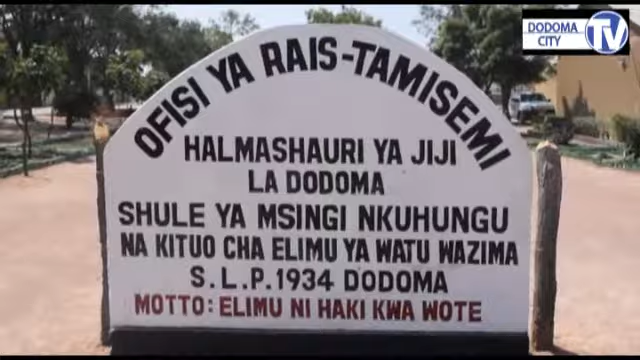 DODOMA CITY TV
OFISI YA RAIS-TAMISEMI
HALMASHAURI YA JIJI
LA DODOMA
SHULE YA MSINGI NKUHUNGU
NA KITUO CHA ELIMU YA WATU WAZIMA
S.L.P. 1934 DODOMA
MOTTO: ELIMU NI HAKI KWA WOTE